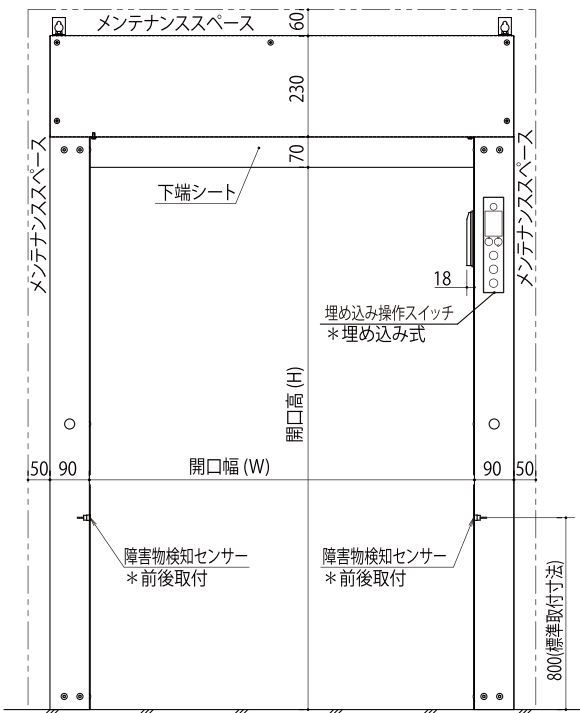 メンテナンススペース
60
230
70
メンテナンススペース
メンテナンススペース
下端シート
18
埋め込み操作スイッチ
＊埋め込み式
開口高(H)
50
90
開口幅(W)
90
50
障害物検知センサー
＊前後取付
障害物検知センサー
＊前後取付
800(標準取付寸法)